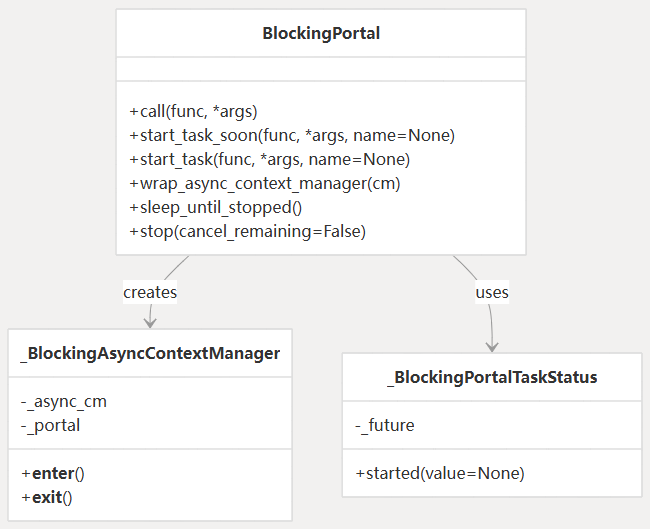 BlockingPortal
+call(func, *args)
+start_task_soon(func, *args, name=None)
+start_task(func, *args, name=None)
+wrap_async_context_manager(cm)
+sleep_until_stopped()
+stop(cancel_remaining=False)
creates
uses
_BlockingAsyncContextManager
-_async_cm
-_portal
+enter()
+exit()
_BlockingPortalTaskStatus
-_future
+started(value=None)